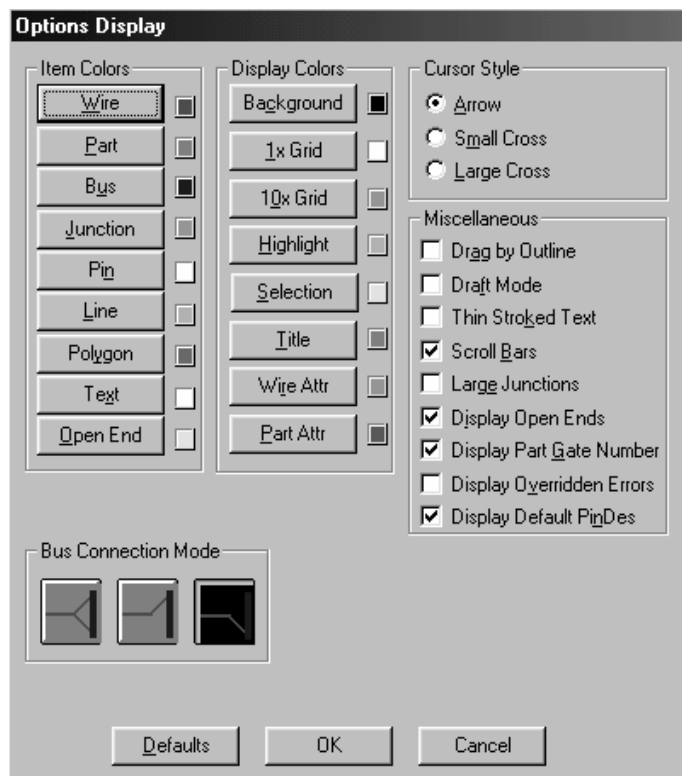 Options Display
Item Colors
Wire
Part
Bus
Junction
Pin
Line
Polygon
Text
Open End
Display Colors
Background
1x Grid
10x Grid
Highlight
Selection
Title
Wire Attr
Part Attr
Cursor Style
Arrow
Small Cross
Large Cross
Miscellaneous
Drag by Outline
Draft Mode
Thin Stroked Text
Scroll Bars
Large Junctions
Display Open Ends
Display Part Gate Number
Display Overridden Errors
Display Default PinDes
Bus Connection Mode
Defaults
OK
Cancel